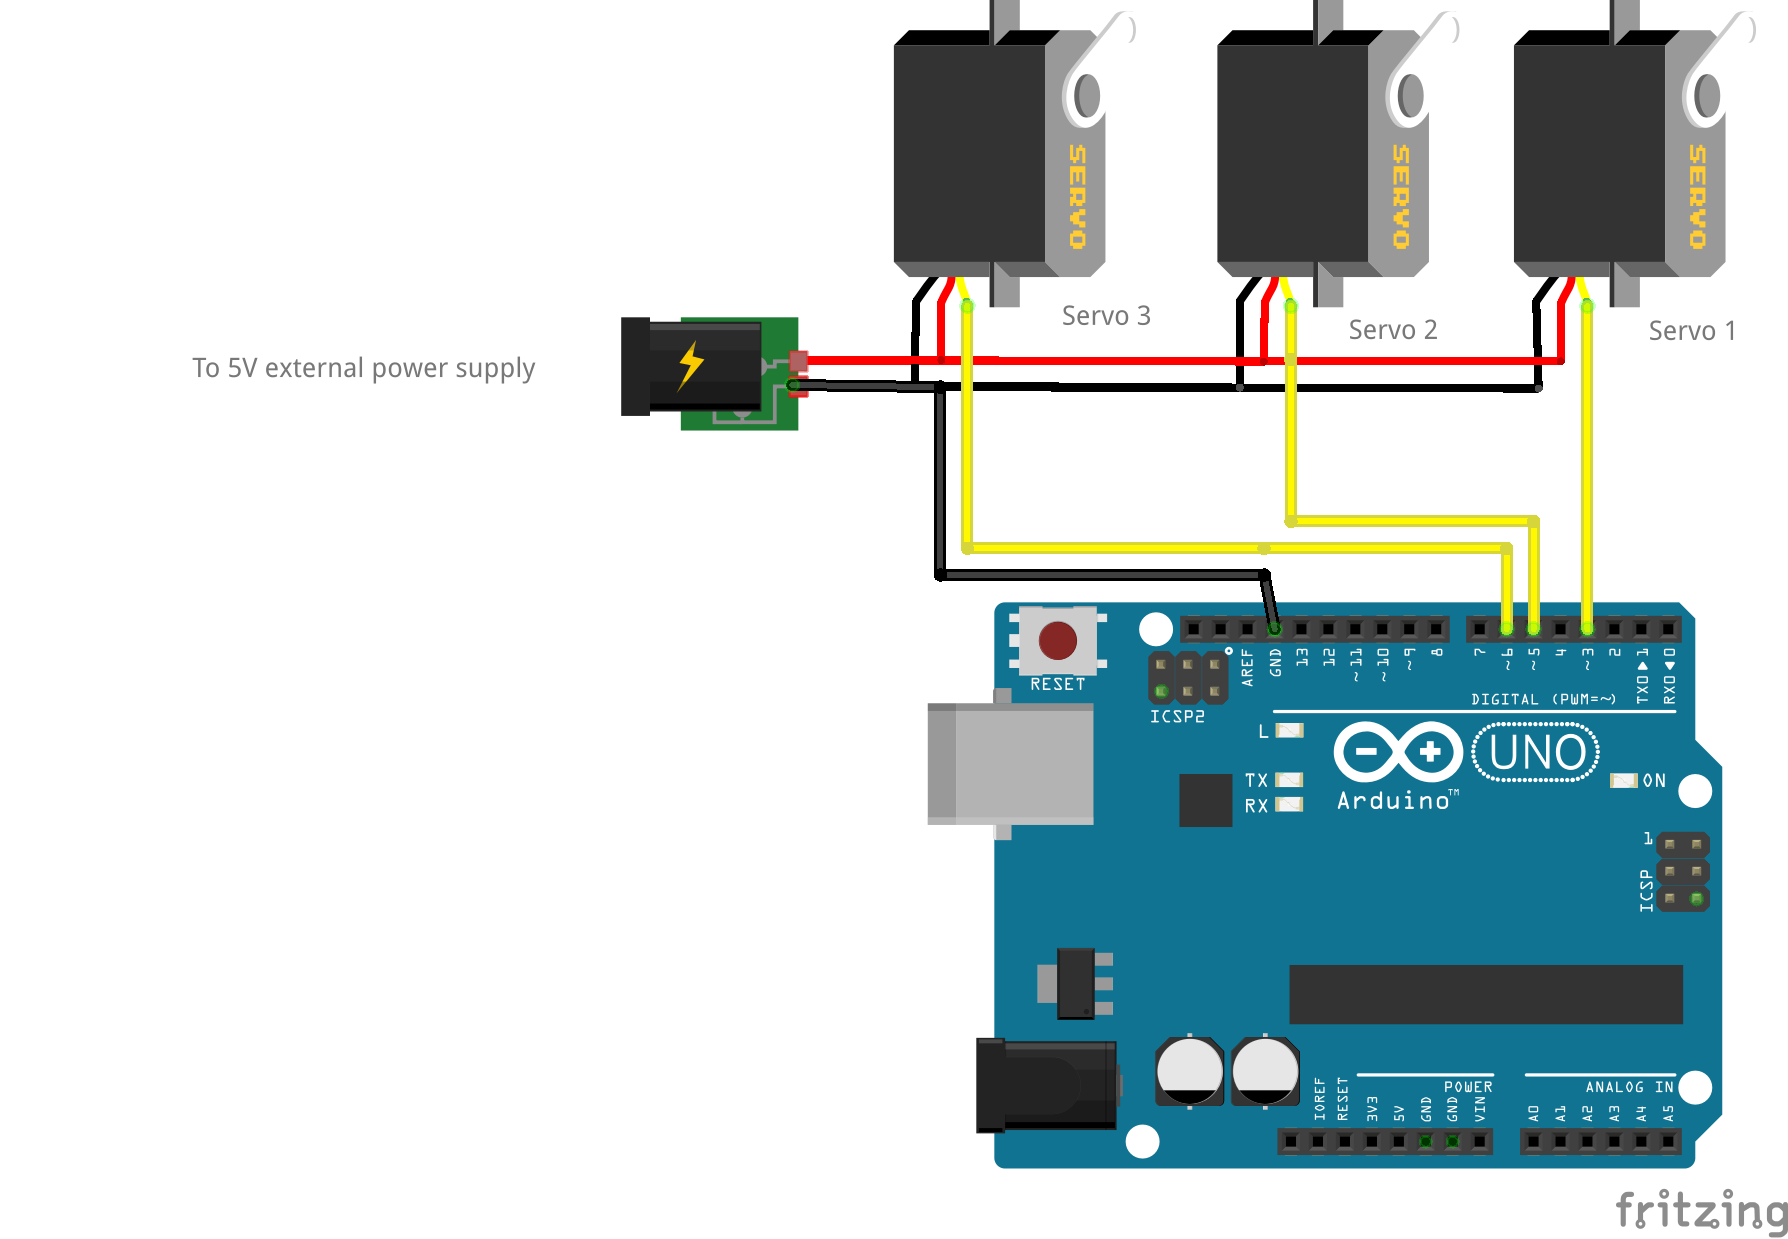 SERVO
SERVO
SERVO
Servo 3
Servo 2
Servo 1
To 5V external power supply
RESET
ICSP2
AREF
GND
13
12
~11
~10
~9
8
7
~6
~5
4
~3
2
TX0▶1
RX0◀0
DIGITAL (PWM=~)
L
TX
RX
Arduino™
UNO
ON
1
ICSP
IOREF
RESET
3V3
5V
GND
GND
VIN
POWER
ANALOG IN
A0
A1
A2
A3
A4
A5
fritzing